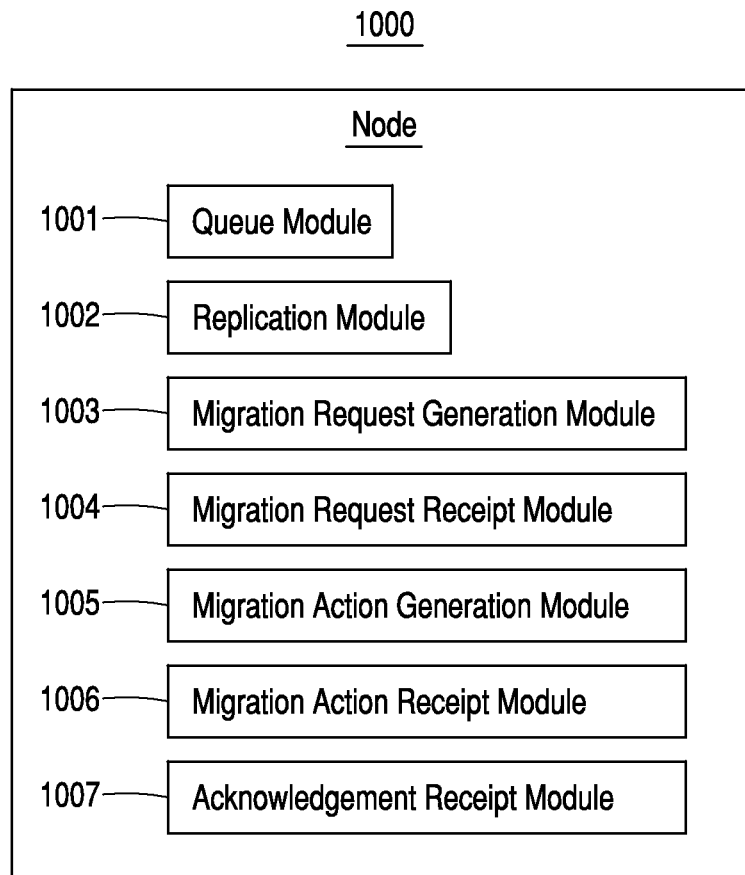 1000
Node
1001 Queue Module
1002 Replication Module
1003 Migration Request Generation Module
1004 Migration Request Receipt Module
1005 Migration Action Generation Module
1006 Migration Action Receipt Module
1007 Acknowledgement Receipt Module